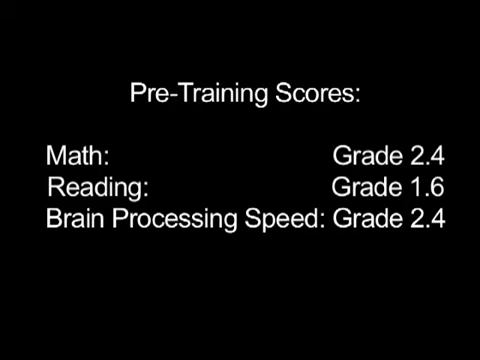 Pre-Training Scores:
Math: Grade 2.4
Reading: Grade 1.6
Brain Processing Speed: Grade 2.4